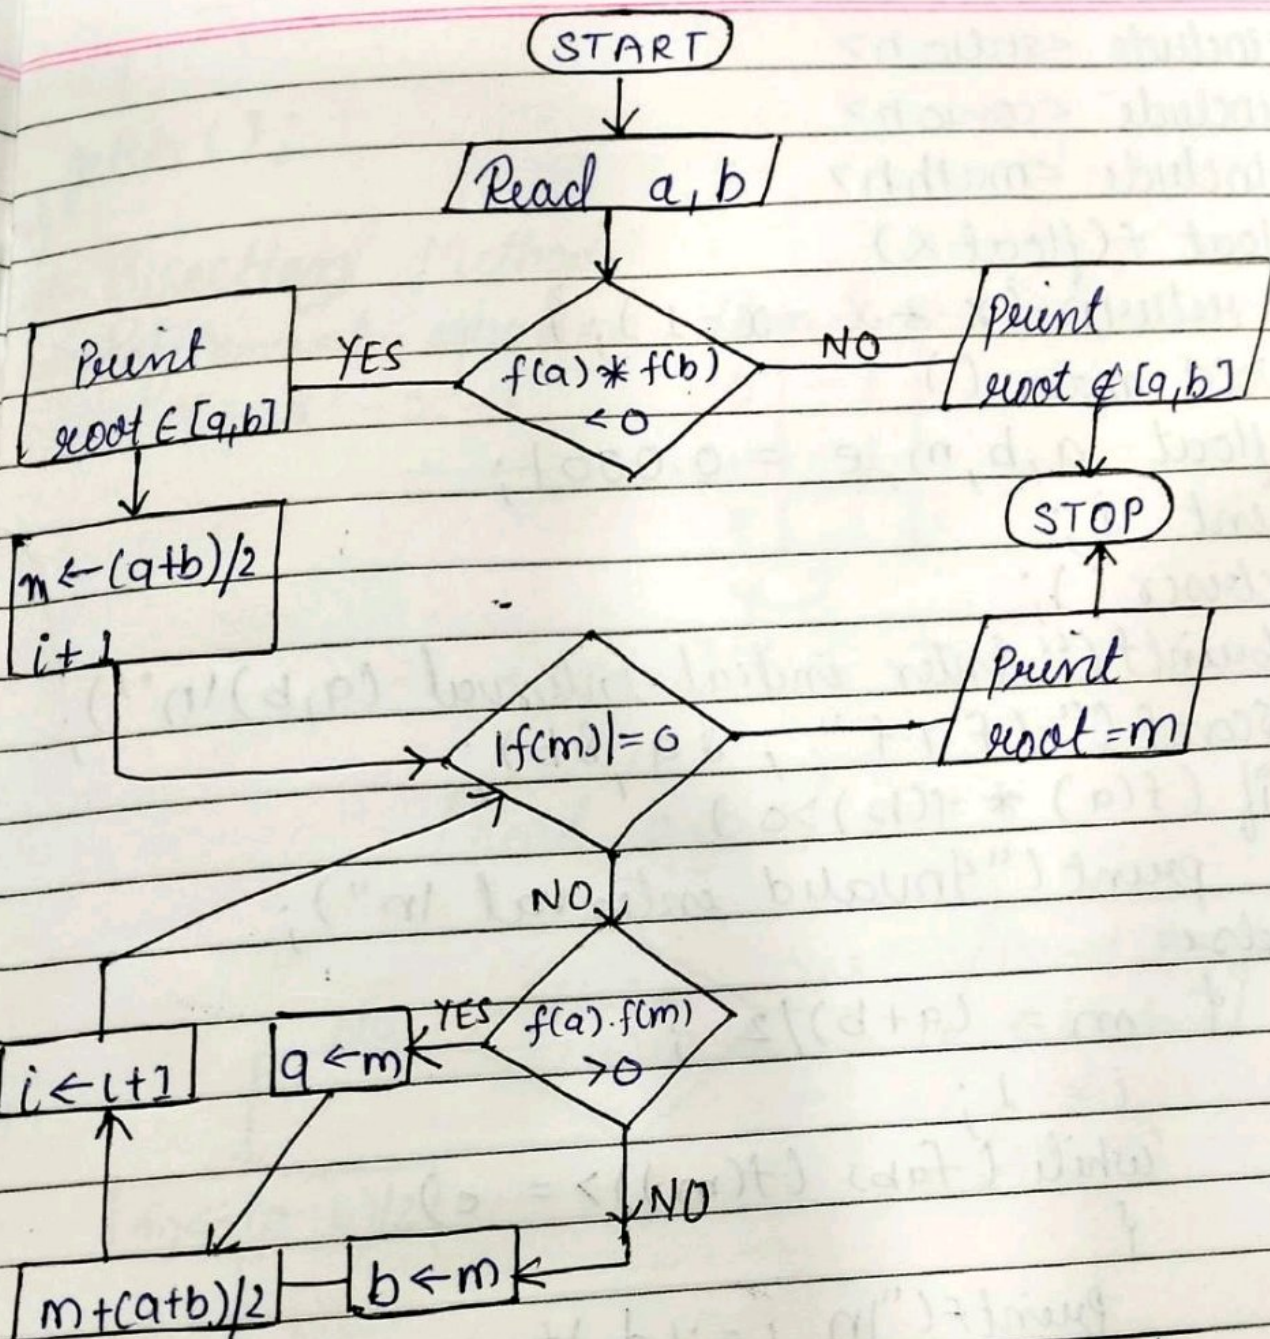 START
Read a, b
f(a) * f(b)
< 0
YES
NO
Print
root ∈ [a,b]
Print
root ∉ [a,b]
STOP
m ← (a+b)/2
i + 1
|f(m)| = 0
Print
root = m
NO
f(a).f(m)
>0
YES
a ← m
i ← i+1
NO
b ← m
m+(a+b)/2